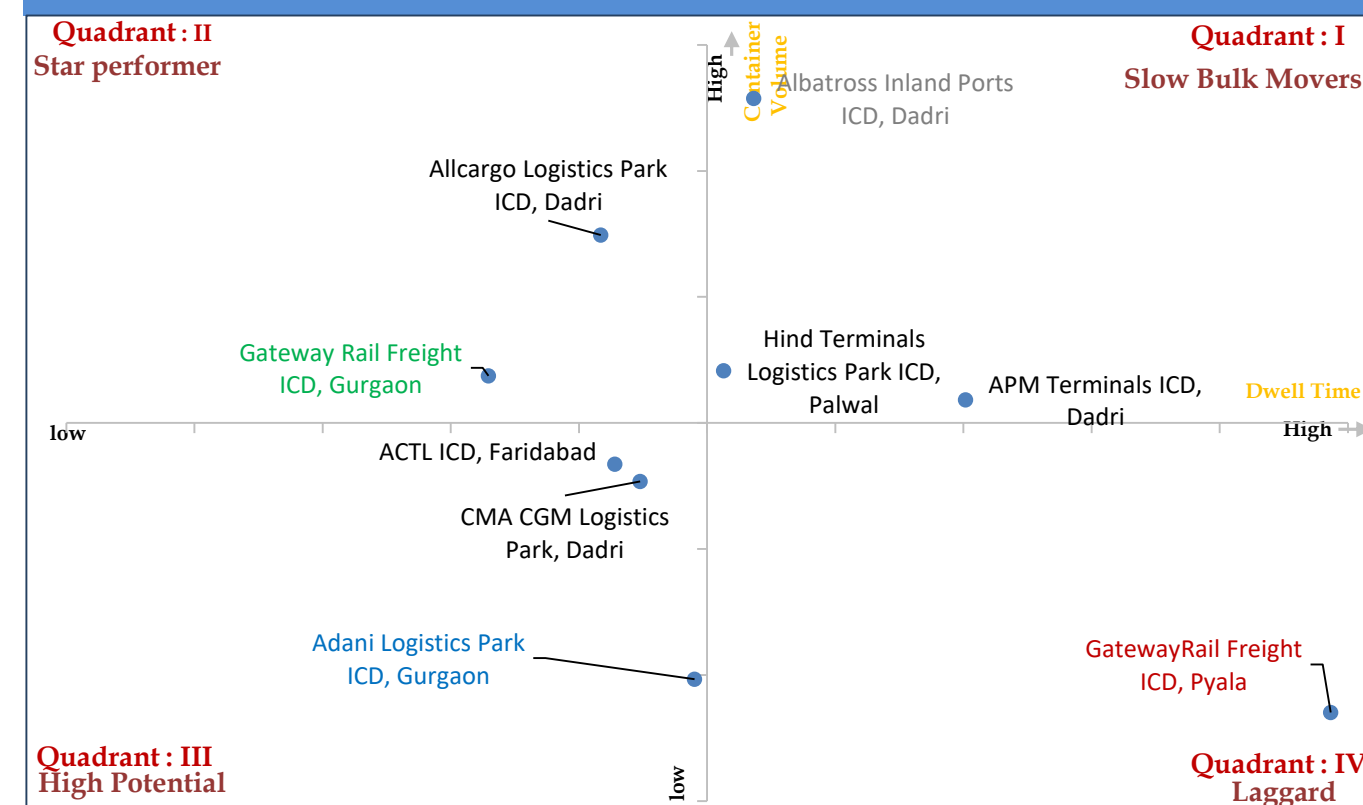 Quadrant : II
Star performer
Quadrant : I
Slow Bulk Movers
High
Container
Volume
Albatross Inland Ports
ICD, Dadri
Allcargo Logistics Park
ICD, Dadri
Gateway Rail Freight
ICD, Gurgaon
Hind Terminals
Logistics Park ICD,
Palwal
APM Terminals ICD,
Dadri
Dwell Time
low
High
ACTL ICD, Faridabad
CMA CGM Logistics
Park, Dadri
Adani Logistics Park
ICD, Gurgaon
GatewayRail Freight
ICD, Pyala
Quadrant : III
High Potential
low
Quadrant : IV
Laggard